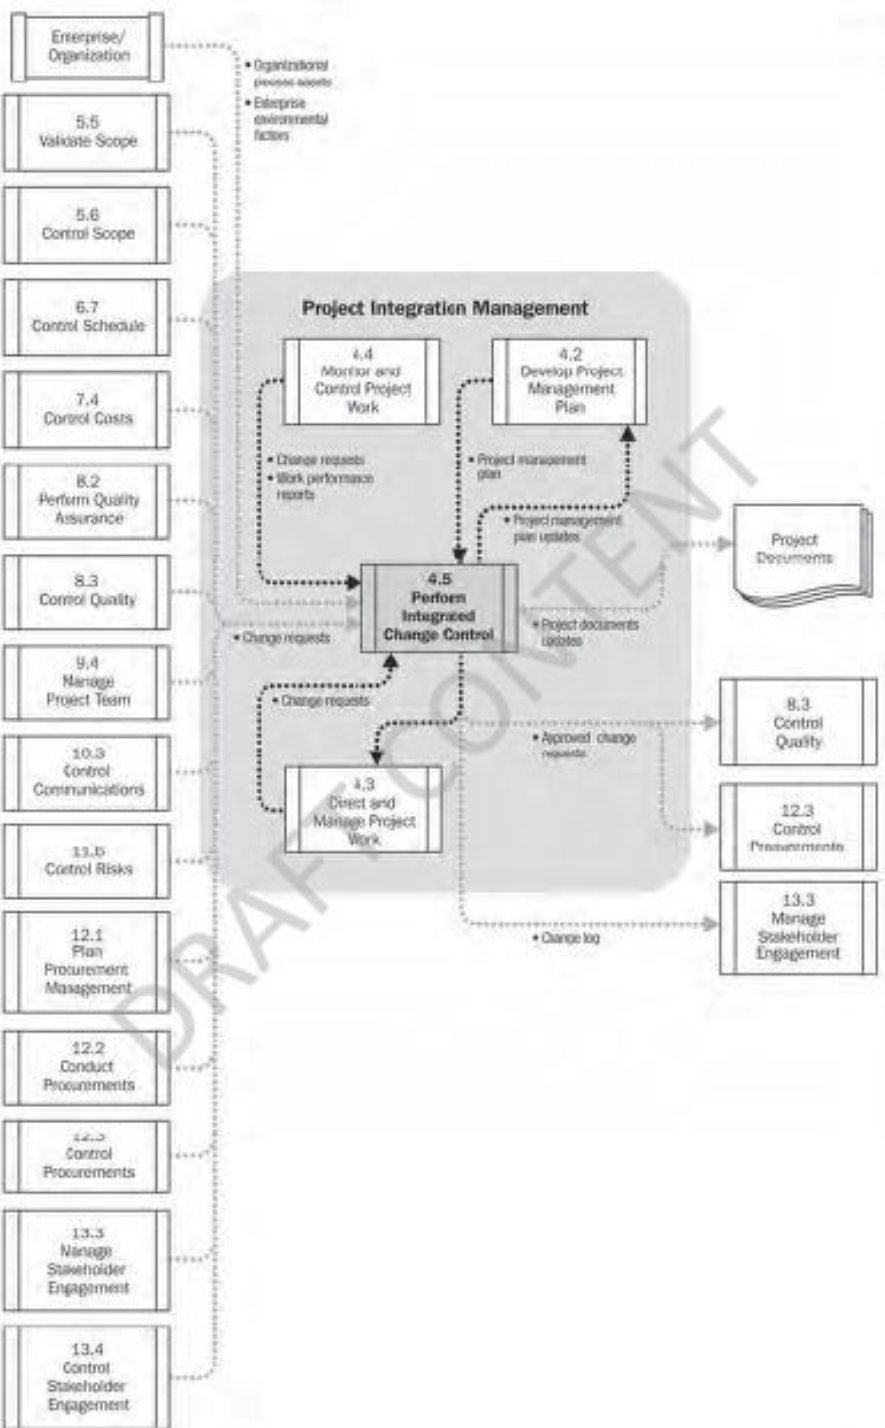 Enterprise/
Organization
• Organizational
process assets
• Enterprise
environmental
factors
5.5
Validate Scope
5.6
Control Scope
6.7
Control Schedule
7.4
Control Costs
8.2
Perform Quality
Assurance
8.3
Control Quality
9.4
Manage
Project Team
10.3
Control
Communications
11.6
Control Risks
12.1
Plan
Procurement
Management
12.2
Conduct
Procurements
12.3
Control
Procurements
13.3
Manage
Stakeholder
Engagement
13.4
Control
Stakeholder
Engagement
Project Integration Management
4.4
Monitor and
Control Project
Work
4.2
Develop Project
Management
Plan
• Change requests
• Work performance
reports
• Project management
plan
• Project management
plan updates
4.5
Perform
Integrated
Change Control
• Change requests
• Project documents
updates
• Change requests
• Approved change
requests
4.3
Direct and
Manage Project
Work
• Change log
Project
Documents
8.3
Control
Quality
12.3
Control
Procurements
13.3
Manage
Stakeholder
Engagement
DRAFT CONTENT